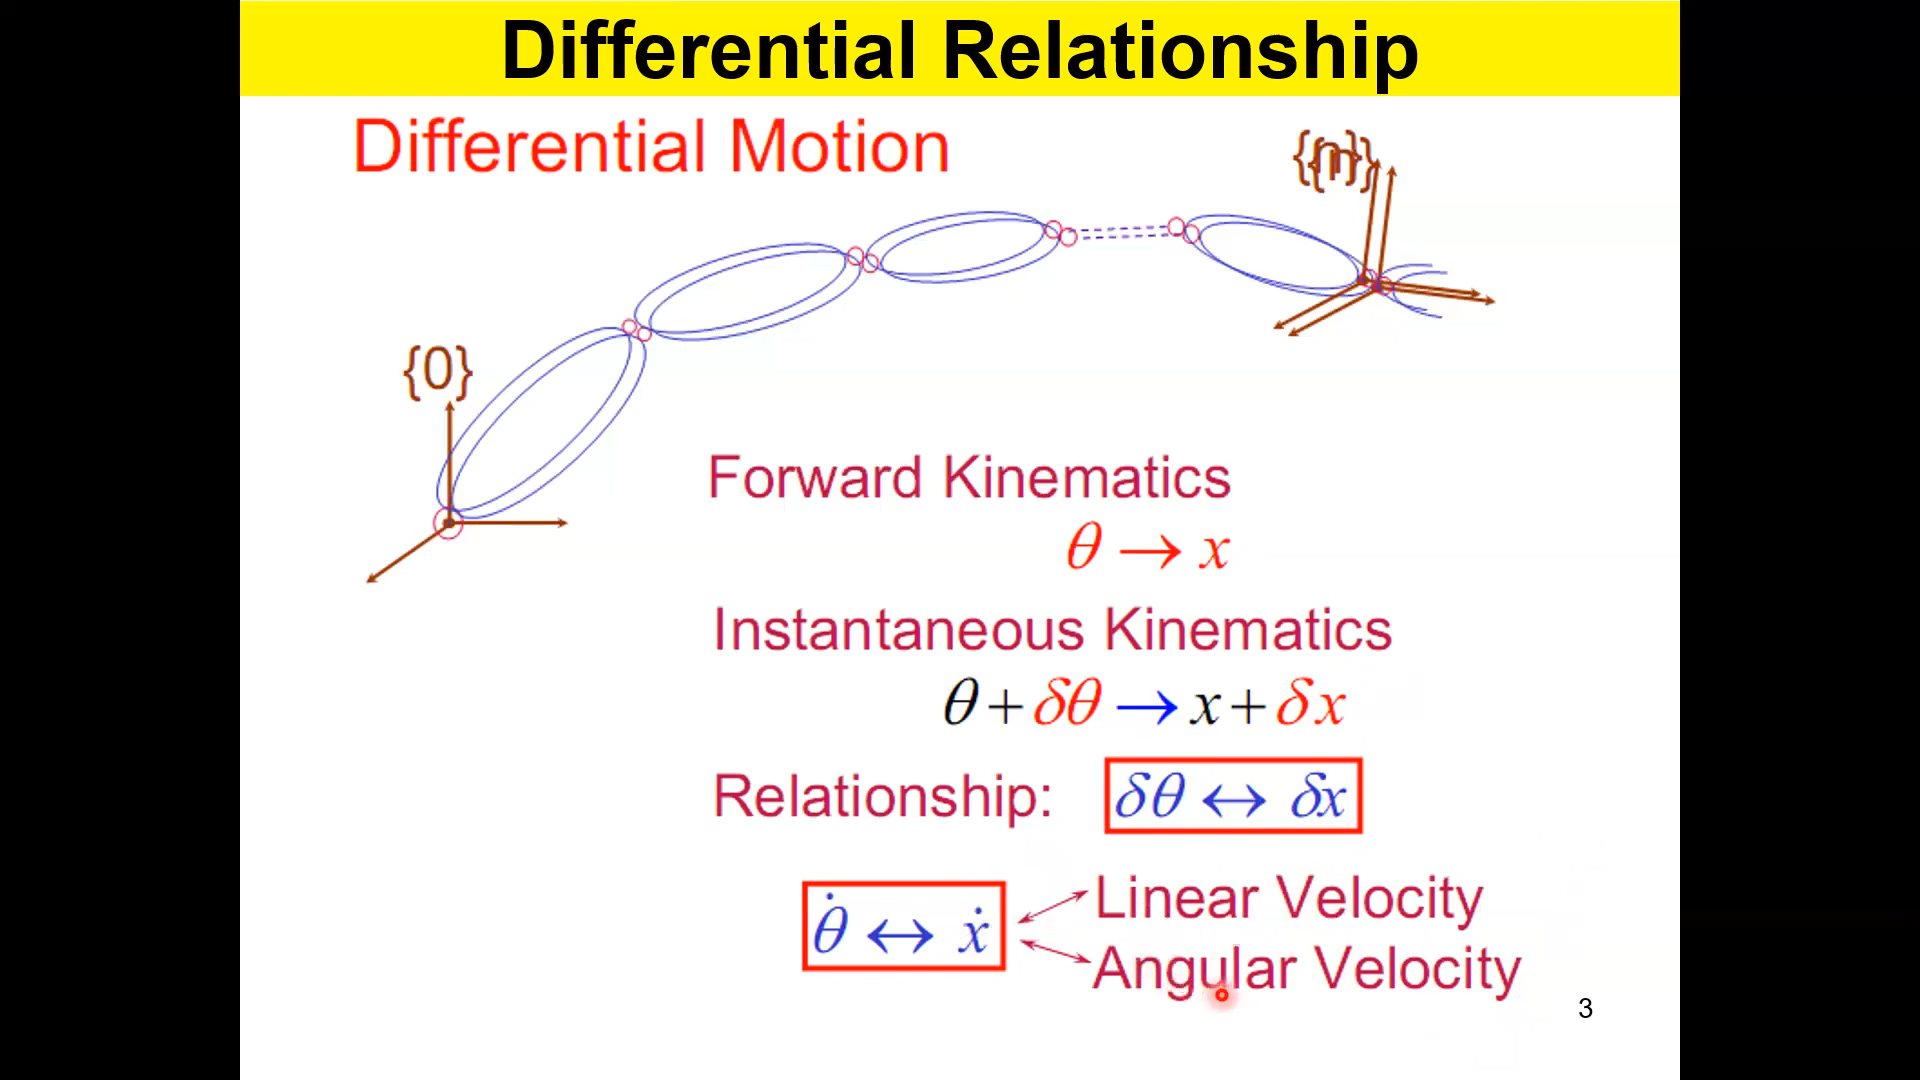 Differential Relationship
Differential Motion
{n}
{n}
{0}
Forward Kinematics
θ → x
Instantaneous Kinematics
θ + δθ → x + δx
Relationship: δθ ↔ δx
θ̇ ↔ ẋ
Linear Velocity
Angular Velocity
3